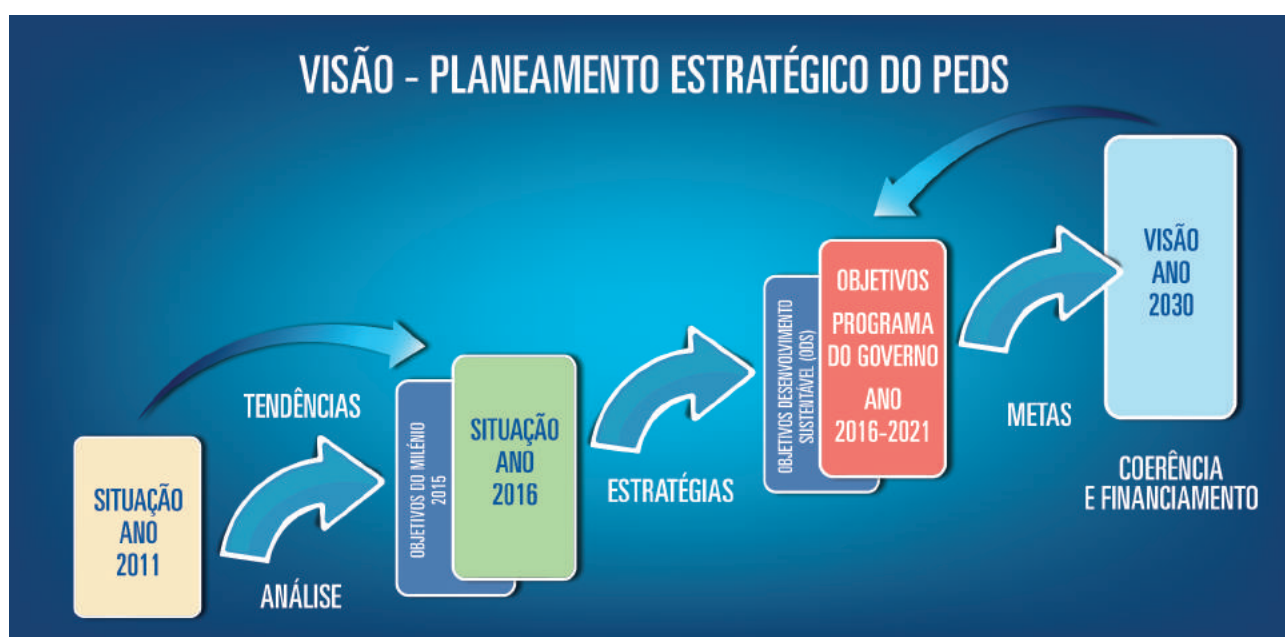 VISÃO - PLANEAMENTO ESTRATÉGICO DO PEDS
SITUAÇÃO
ANO
2011
TENDÊNCIAS
ANÁLISE
OBJETIVOS DO MILÉNIO
2015
SITUAÇÃO
ANO
2016
ESTRATÉGIAS
OBJETIVOS DESENVOLVIMENTO
SUSTENTÁVEL (ODS)
OBJETIVOS
PROGRAMA
DO GOVERNO
ANO
2016-2021
METAS
VISÃO
ANO
2030
COERÊNCIA
E FINANCIAMENTO